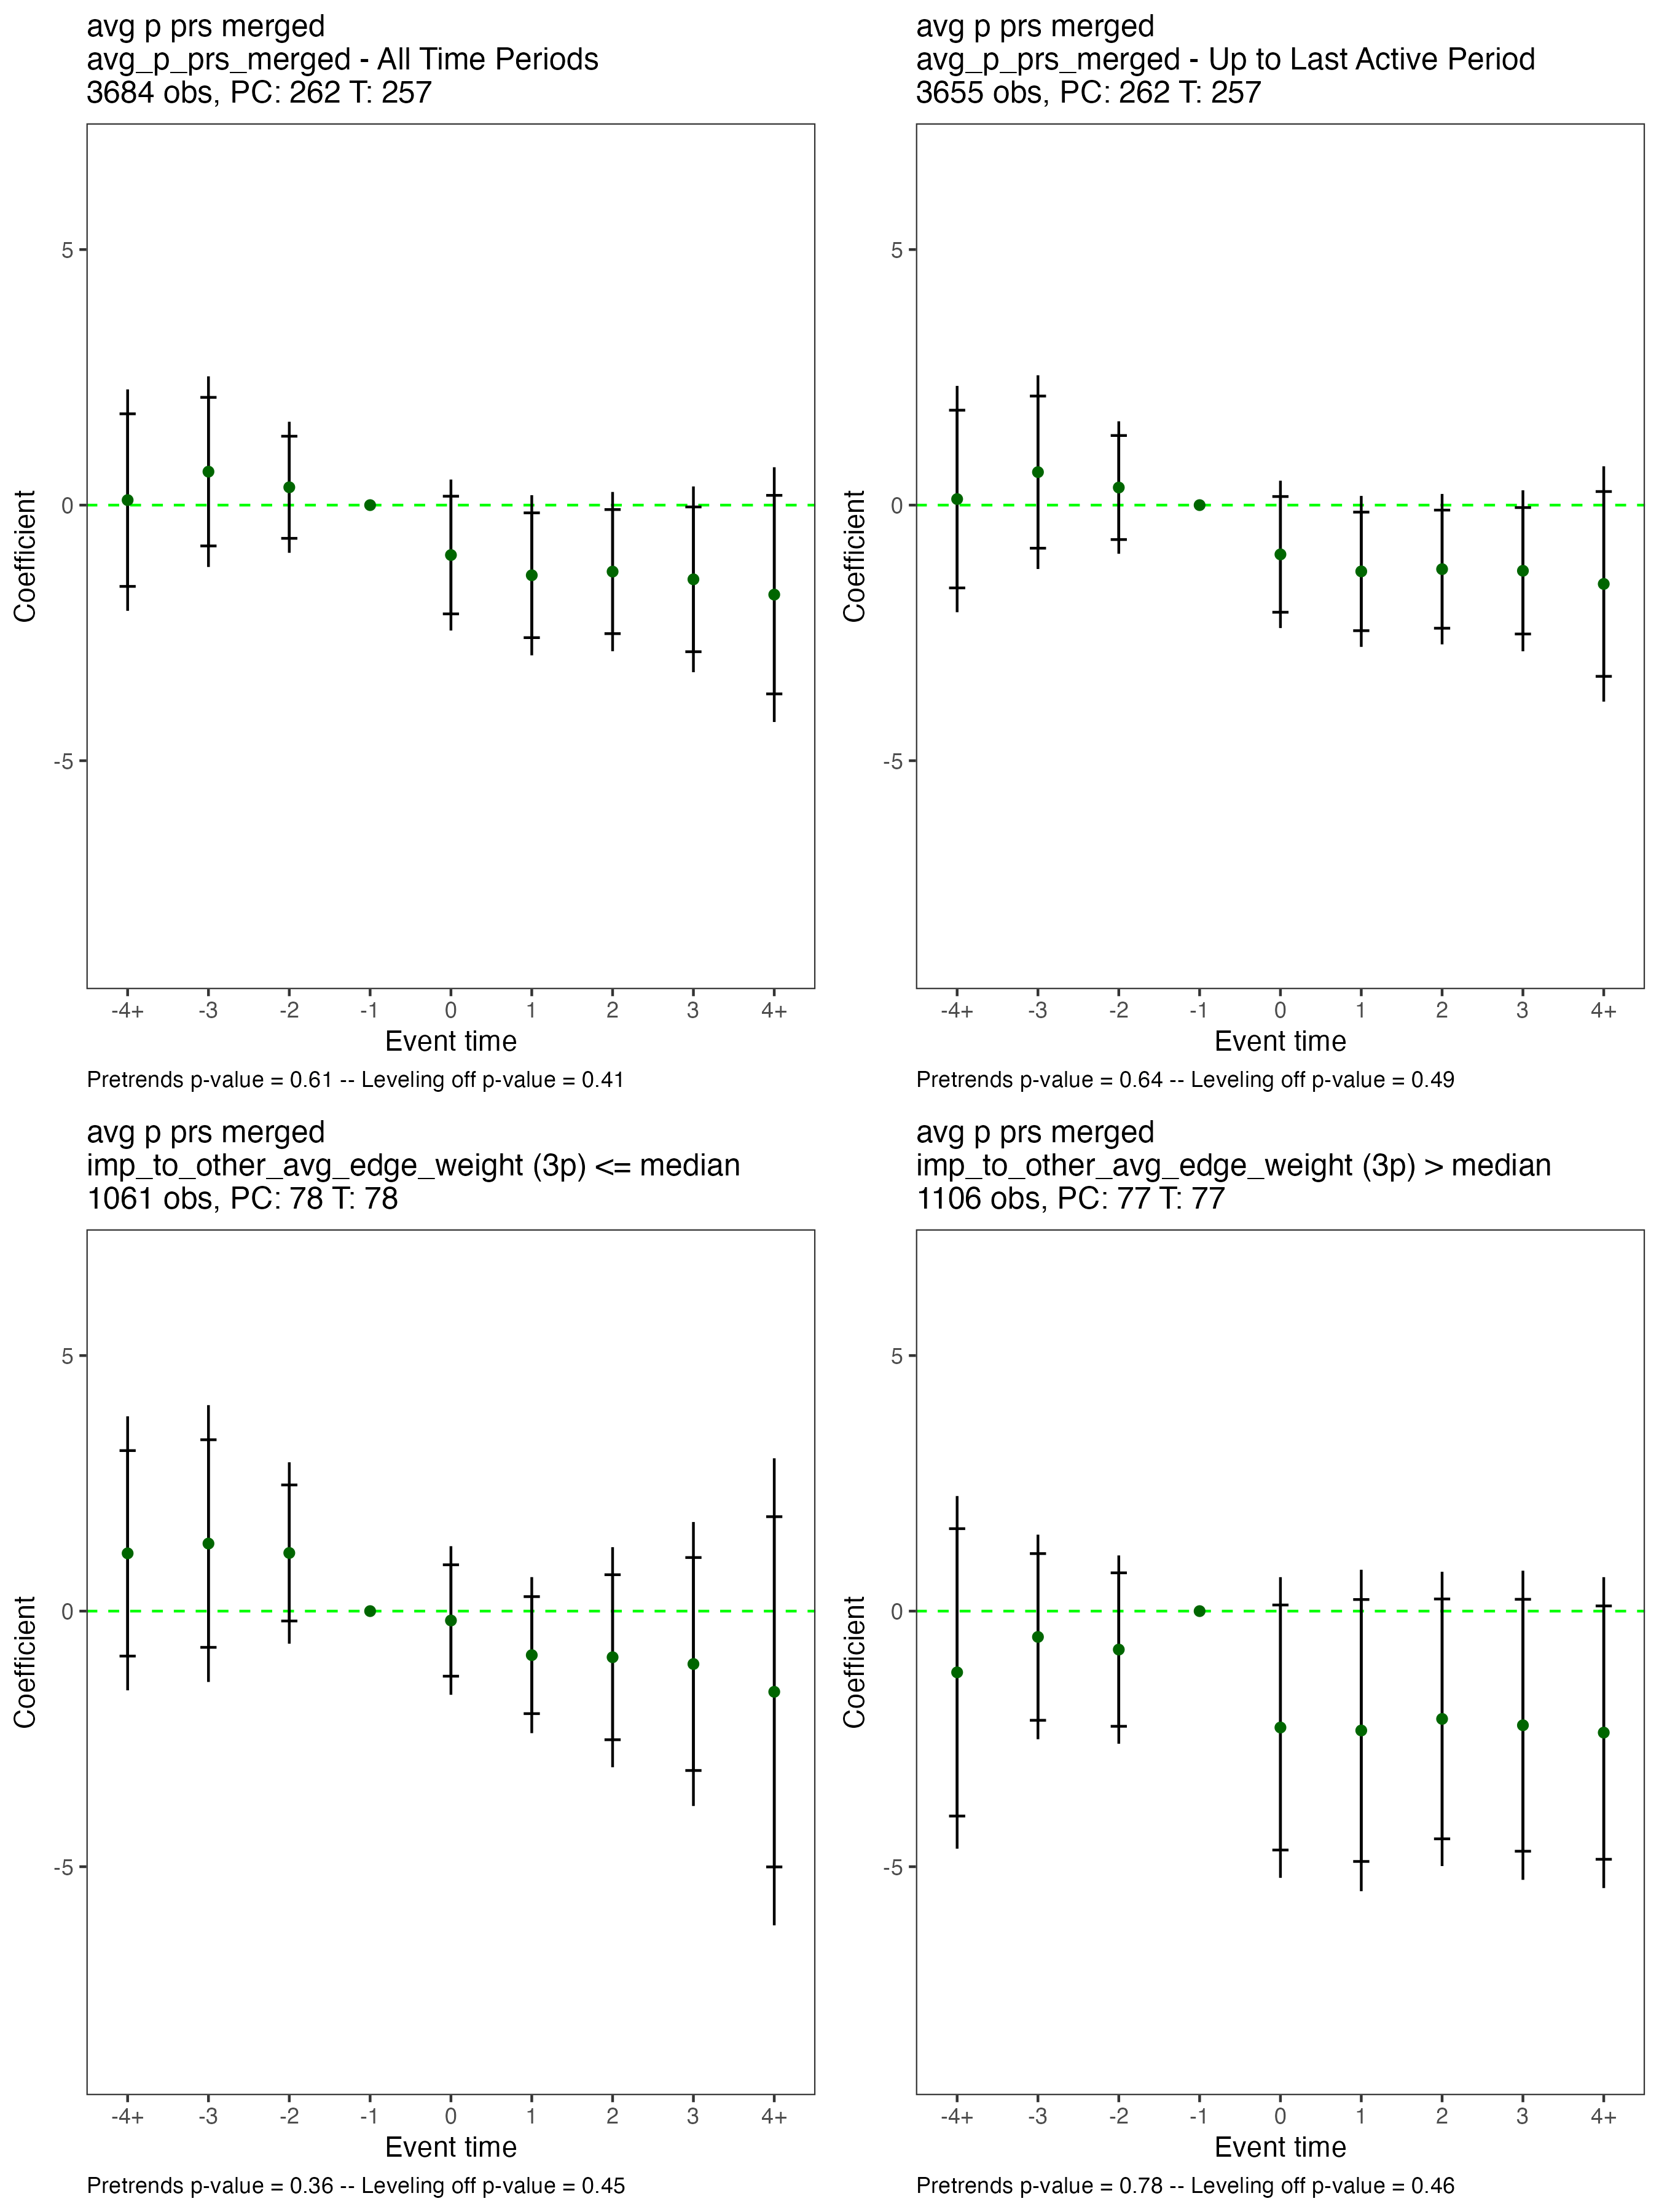 avg p prs merged
avg_p_prs_merged - All Time Periods
3684 obs, PC: 262 T: 257
5
0
-5
Coefficient
-4+ -3 -2 -1 0 1 2 3 4+
Event time
Pretrends p-value = 0.61 -- Leveling off p-value = 0.41
avg p prs merged
avg_p_prs_merged - Up to Last Active Period
3655 obs, PC: 262 T: 257
5
0
-5
Coefficient
-4+ -3 -2 -1 0 1 2 3 4+
Event time
Pretrends p-value = 0.64 -- Leveling off p-value = 0.49
avg p prs merged
imp_to_other_avg_edge_weight (3p) <= median
1061 obs, PC: 78 T: 78
5
0
-5
Coefficient
-4+ -3 -2 -1 0 1 2 3 4+
Event time
Pretrends p-value = 0.36 -- Leveling off p-value = 0.45
avg p prs merged
imp_to_other_avg_edge_weight (3p) > median
1106 obs, PC: 77 T: 77
5
0
-5
Coefficient
-4+ -3 -2 -1 0 1 2 3 4+
Event time
Pretrends p-value = 0.78 -- Leveling off p-value = 0.46